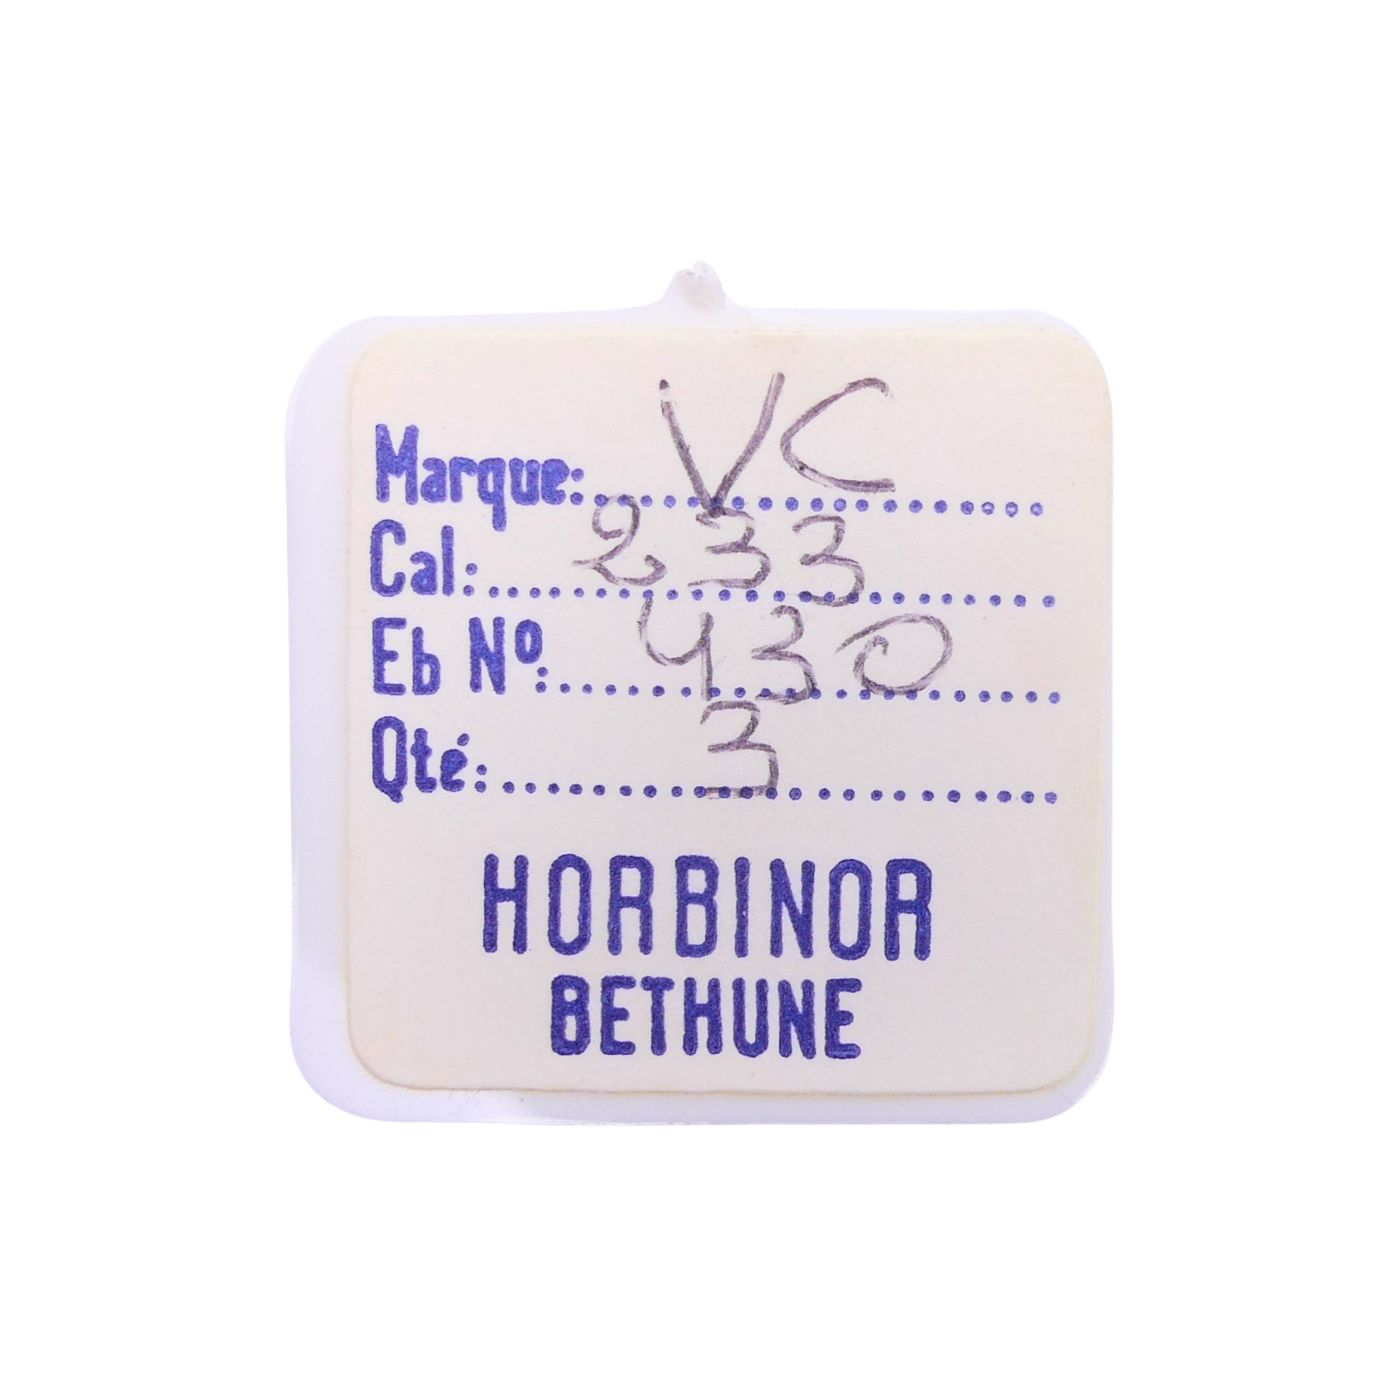 Marque: VC
Cal: 233
Eb Nº: 430
Qté: 3
HORBINOR
BETHUNE